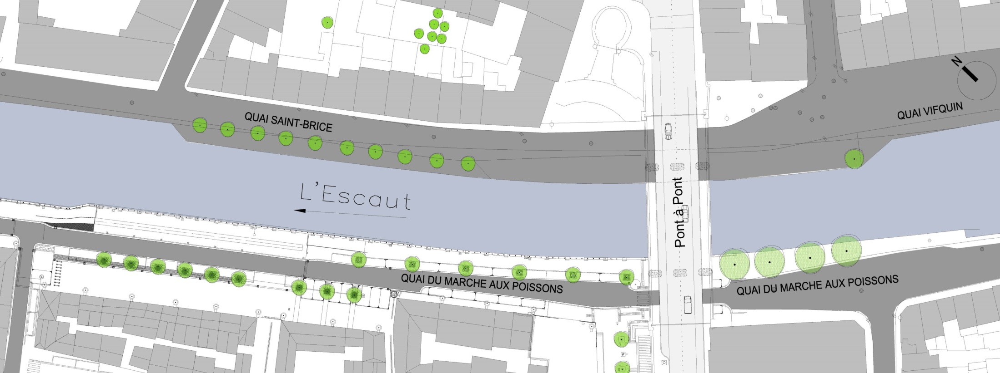 N
QUAI VIFQUIN
QUAI SAINT-BRICE
L'Escaut
Pont à Pont
QUAI DU MARCHE AUX POISSONS
QUAI DU MARCHE AUX POISSONS